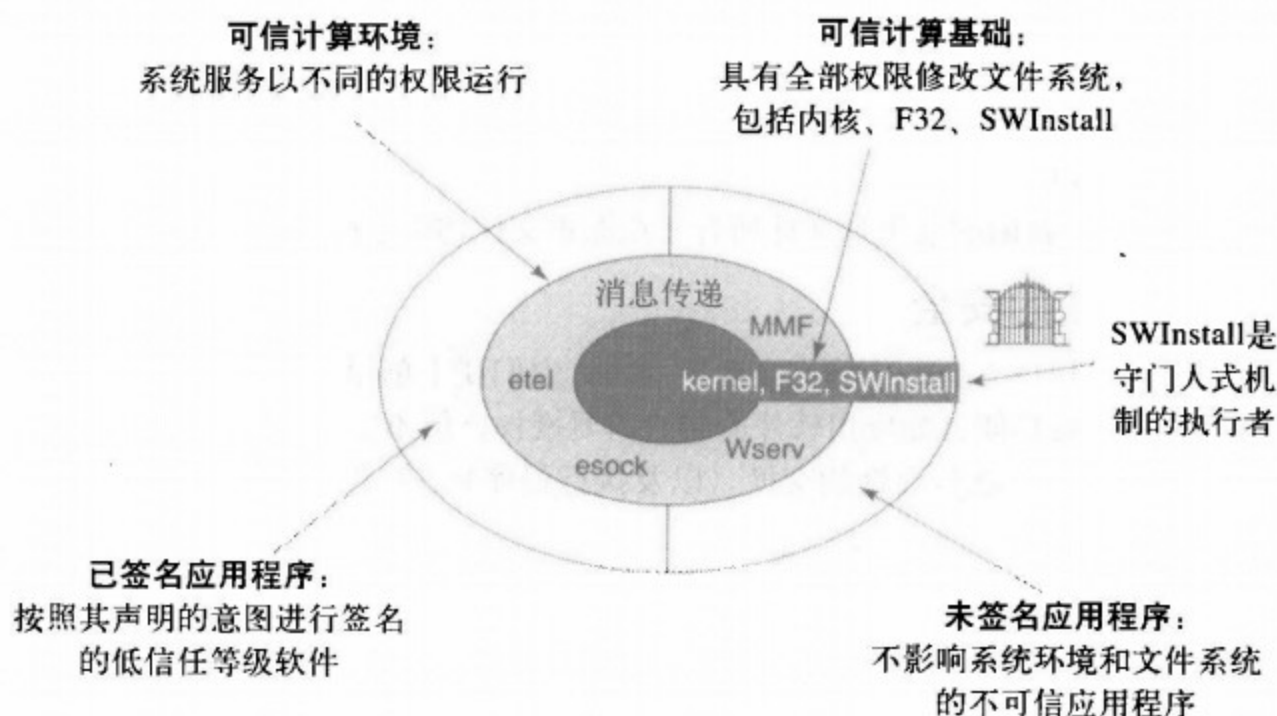 可信计算环境：
系统服务以不同的权限运行
可信计算基础：
具有全部权限修改文件系统，
包括内核、F32、SWInstall
消息传递
MMF
etel
kernel, F32, SWInstall
esock
Wserv
SWInstall是
守门人式机
制的执行者
已签名应用程序：
按照其声明的意图进行签名
的低信任等级软件
未签名应用程序：
不影响系统环境和文件系统
的不可信应用程序